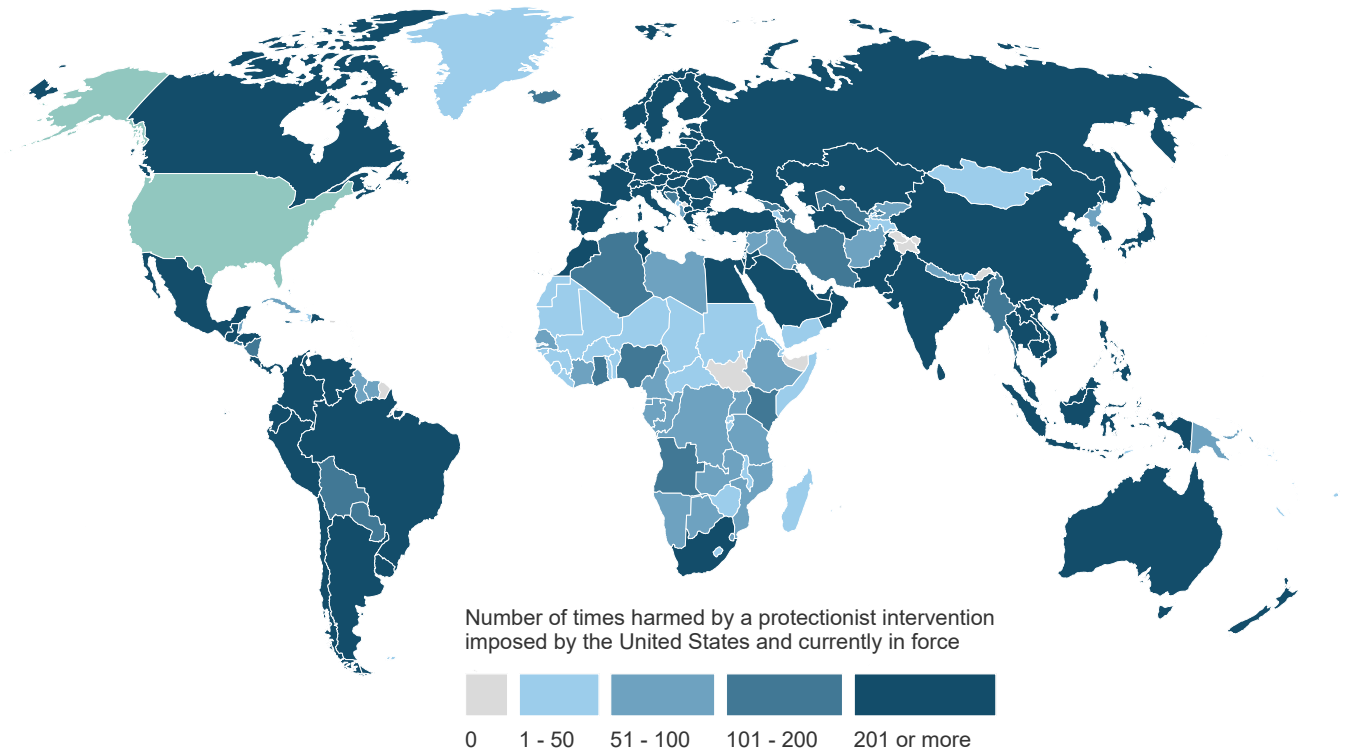 Number of times harmed by a protectionist intervention
imposed by the United States and currently in force
0
1 - 50
51 - 100
101 - 200
201 or more